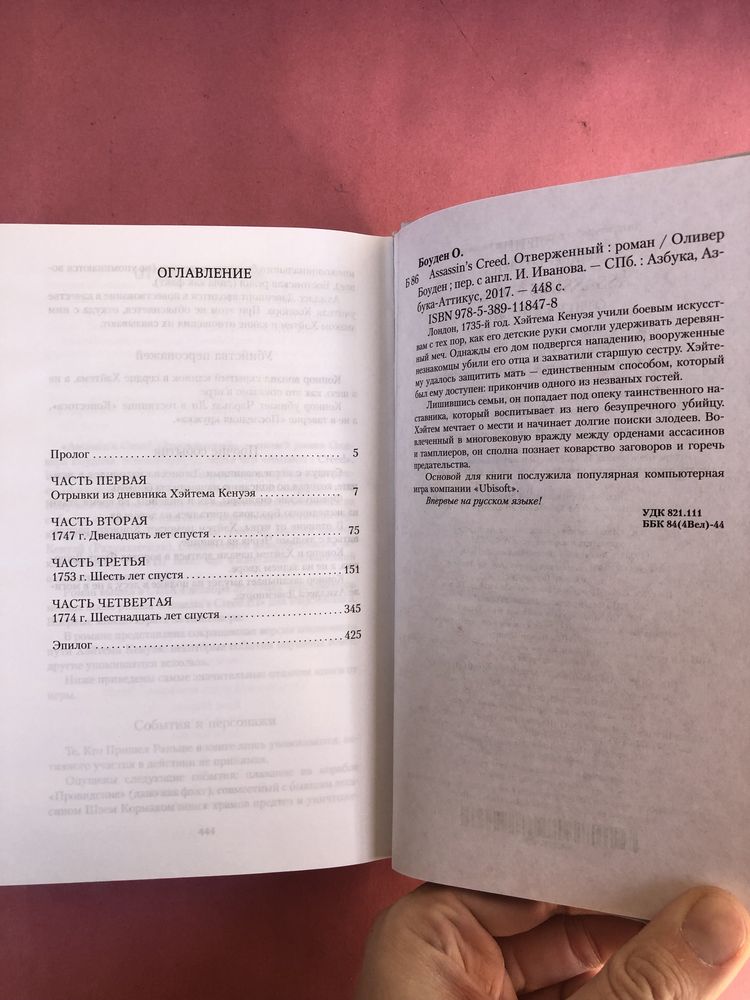 ОГЛАВЛЕНИЕ
Пролог 5
ЧАСТЬ ПЕРВАЯ
Отрывки из дневника Хэйтема Кенуэя 7
ЧАСТЬ ВТОРАЯ
1747 г. Двенадцать лет спустя 75
ЧАСТЬ ТРЕТЬЯ
1753 г. Шесть лет спустя 151
ЧАСТЬ ЧЕТВЕРТАЯ
1774 г. Шестнадцать лет спустя 345
Эпилог 425
Боуден О.
Б 86 Assassin's Creed. Отверженный : роман / Оливер
Боуден ; пер. с англ. И. Иванова. — СПб. : Азбука, Аз-
бука-Аттикус, 2017. — 448 с.
ISBN 978-5-389-11847-8
Лондон, 1735-й год. Хэйтема Кенуэя учили боевым искусст-
вам с тех пор, как его детские руки смогли удерживать деревян-
ный меч. Однажды его дом подвергся нападению, вооруженные
незнакомцы убили его отца и захватили старшую сестру. Хэйте-
му удалось защитить мать — единственным способом, который
был ему доступен: прикончив одного из незваных гостей.
Лишившись семьи, он попадает под опеку таинственного на-
ставника, который воспитывает из него безупречного убийцу.
Хэйтем мечтает о мести и начинает долгие поиски злодеев. Во-
влеченный в многовековую вражду между орденами ассасинов
и тамплиеров, он сполна познает коварство заговоров и горечь
предательства.
Основой для книги послужила популярная компьютерная
игра компании «Ubisoft».
Впервые на русском языке!
УДК 821.111
ББК 84(4Вел)-44